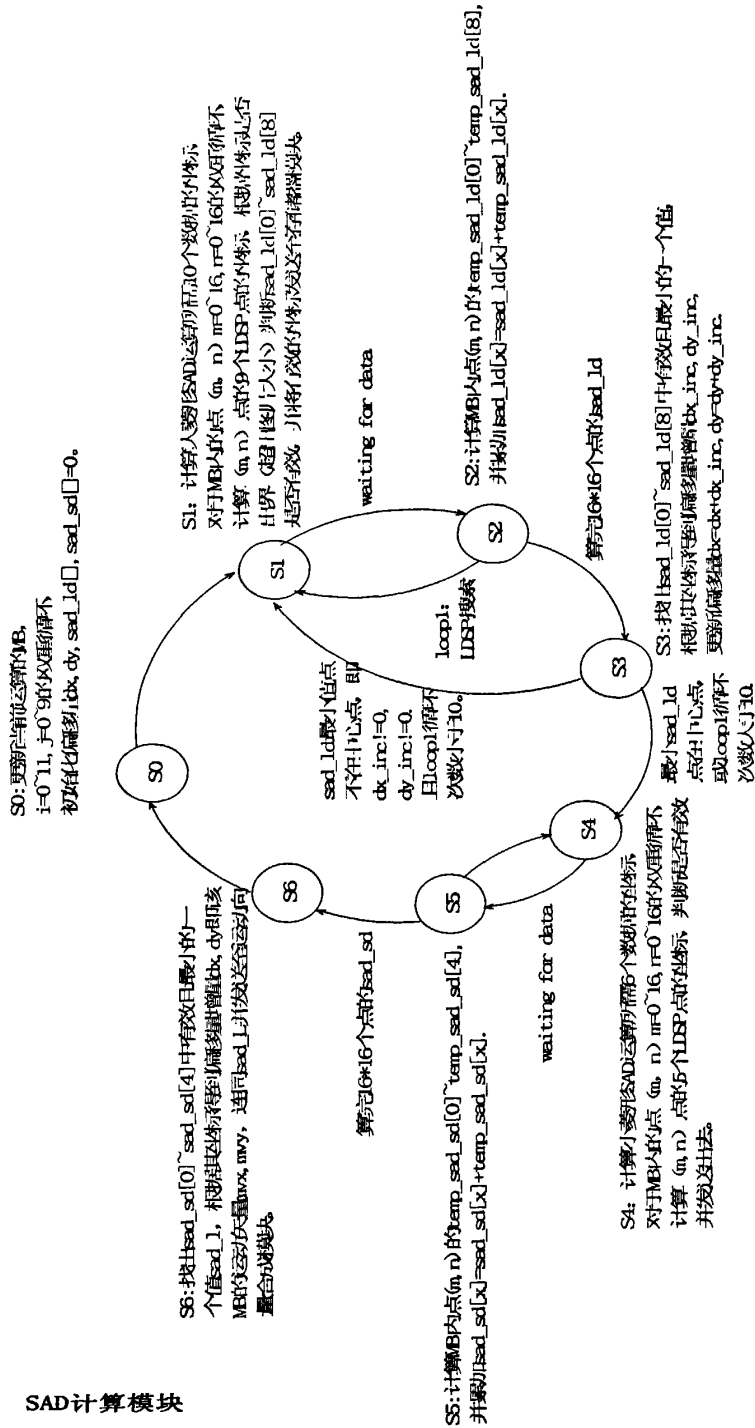 S0:更新当前运算的MB,
i=0~11, j=0~9的双重循环
初始化偏移量dx, dy, sad_ld[], sad_sd[]=0。
S1: 计算大菱形SAD运算所需10个数据的坐标,
对于MB内的点 (m, n) m=0~16, n=0~16的双重循环
计算 (m, n) 点的9个LDSP点的坐标, 根据坐标是否
出界 (超出图片大小) 判断sad_ld[0]~sad_ld[8]
是否有效, 并将有效的坐标发送至存储器模块。
waiting for data
S2:计算MB内点(m, n)的temp_sad_ld[0]~temp_sad_ld[8],
并累加sad_ld[x]=sad_ld[x]+temp_sad_ld[x].
loop1:
LDSP搜索
算完16*16个点的sad_ld
S3:找出sad_ld[0]~sad_ld[8]中有效且最小的一个值,
根据其坐标得到偏移量增量dx_inc, dy_inc,
更新偏移量dx=dx+dx_inc, dy=dy+dy_inc.
sad_ld最小值点
不在中心点, 即
dx_inc!=0,
dy_inc!=0.
且loop1循环
次数小于10。
最小sad_ld
点在中心点,
或loop1循环
次数大于10.
S4: 计算小菱形SAD运算所需6个数据的坐标
对于MB内的点 (m, n) m=0~16, n=0~16的双重循环
计算 (m, n) 点的5个LDSP点的坐标, 判断是否有效
并发送出去。
waiting for data
S5:计算MB内点(m, n)的temp_sad_sd[0]~temp_sad_sd[4],
并累加sad_sd[x]=sad_sd[x]+temp_sad_sd[x].
算完16*16个点的sad_sd
S6:找出sad_sd[0]~sad_sd[4]中有效且最小的一
个值sad_1, 根据其坐标得到偏移量增量dx, dy即该
MB的运动矢量mvx, mvy, 连同sad_1并发送至运动向
量合成模块。
S0
S1
S2
S3
S4
S5
S6
SAD计算模块